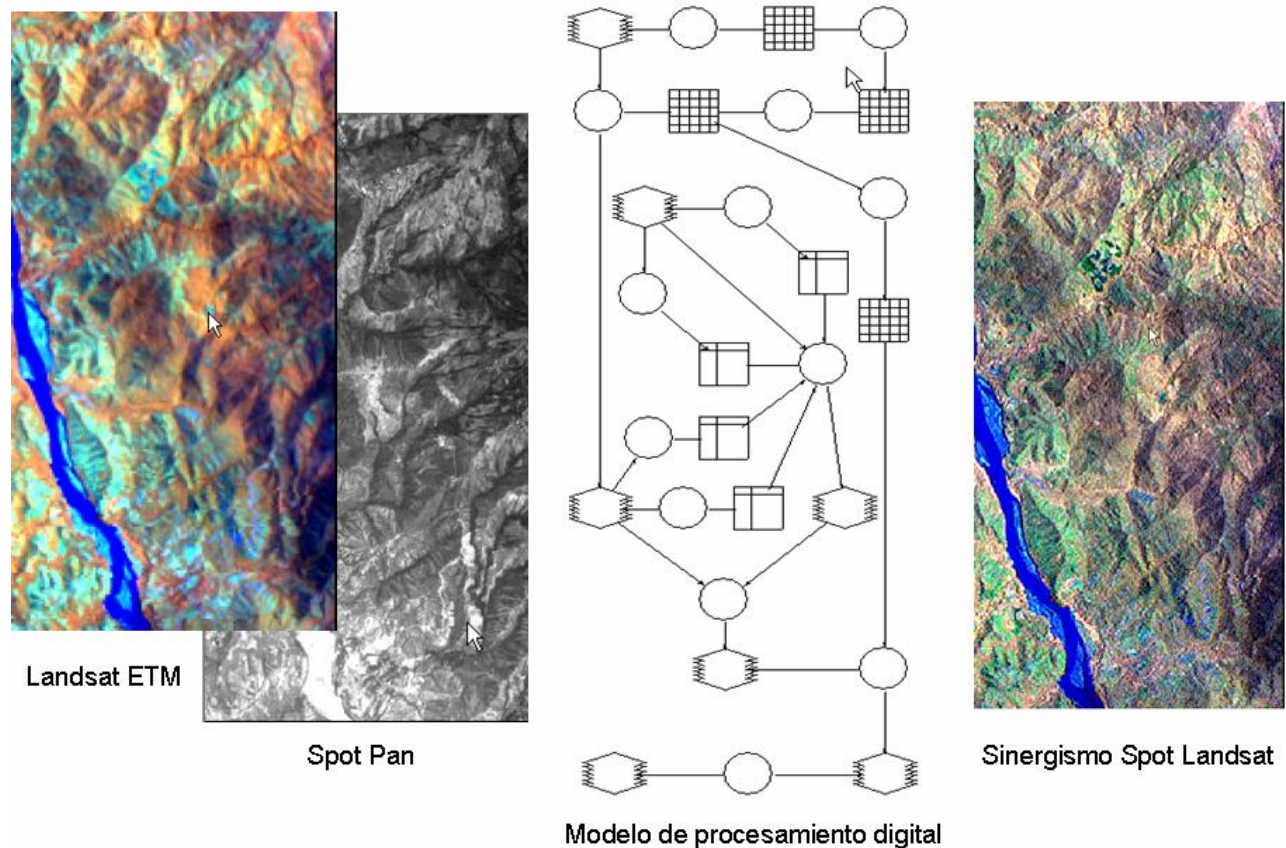 Landsat ETM
Spot Pan
Modelo de procesamiento digital
Sinergismo Spot Landsat